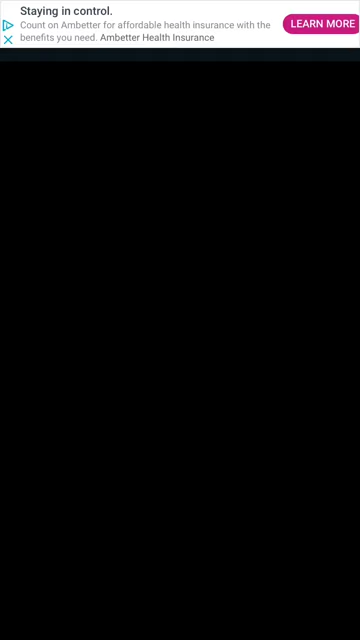 Staying in control.
Count on Ambetter for affordable health insurance with the
benefits you need. Ambetter Health Insurance
LEARN MORE